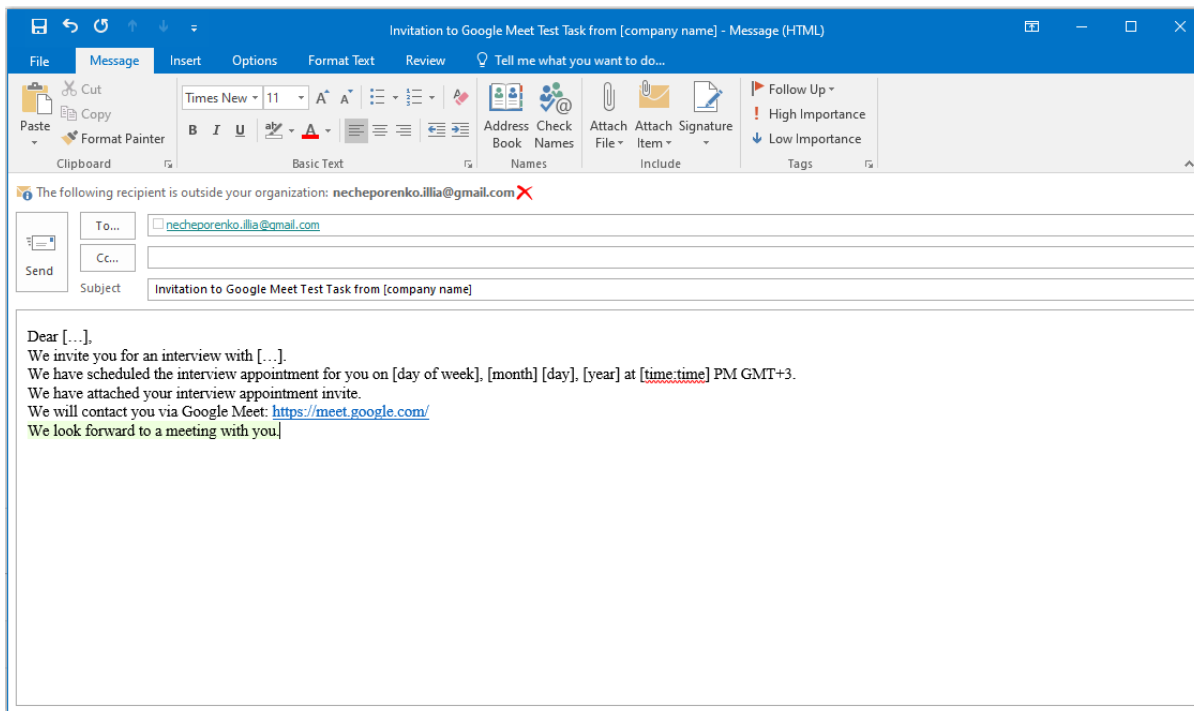 Invitation to Google Meet Test Task from [company name] - Message (HTML)
File Message Insert Options Format Text Review Tell me what you want to do...
Paste
Cut
Copy
Format Painter
Clipboard
Times New 11
B I U
Basic Text
Address Book
Check Names
Names
Attach File
Attach Item
Signature
Include
Follow Up
High Importance
Low Importance
Tags
The following recipient is outside your organization: necheporenko.illia@gmail.com
Send
To... necheporenko.illia@gmail.com
Cc...
Subject Invitation to Google Meet Test Task from [company name]
Dear […],
We invite you for an interview with […].
We have scheduled the interview appointment for you on [day of week], [month] [day], [year] at [time:time] PM GMT+3.
We have attached your interview appointment invite.
We will contact you via Google Meet: https://meet.google.com/
We look forward to a meeting with you.